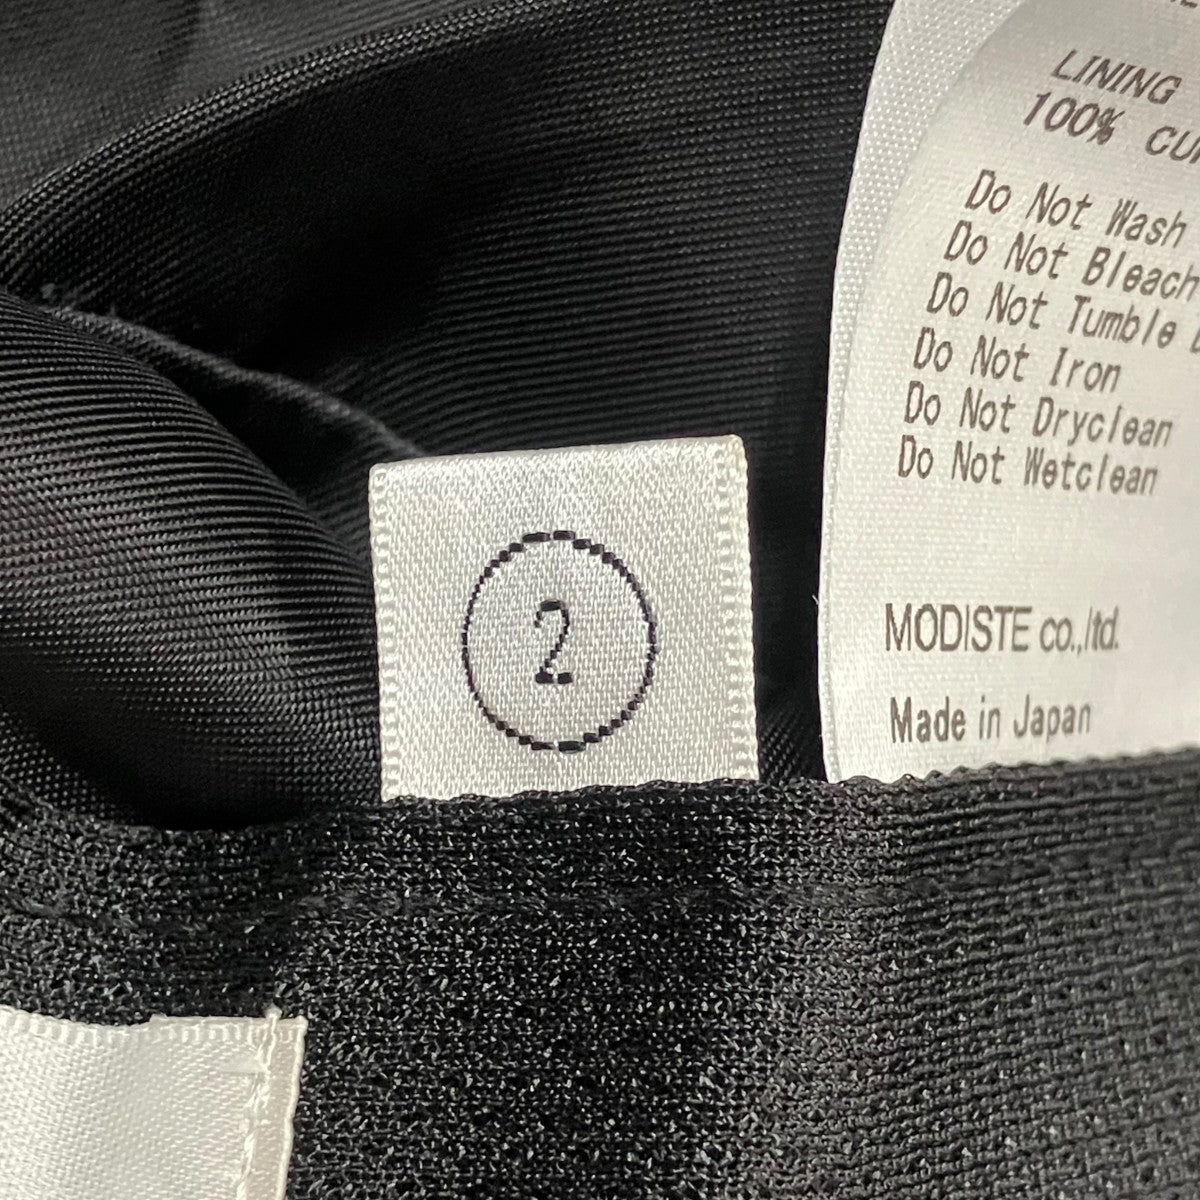 LINING
100%
Do Not Wash
Do Not Bleach
Do Not Tumble
Do Not Iron
Do Not Dryclean
Do Not Wetclean
2
MODISTE co.,ltd.
Made in Japan